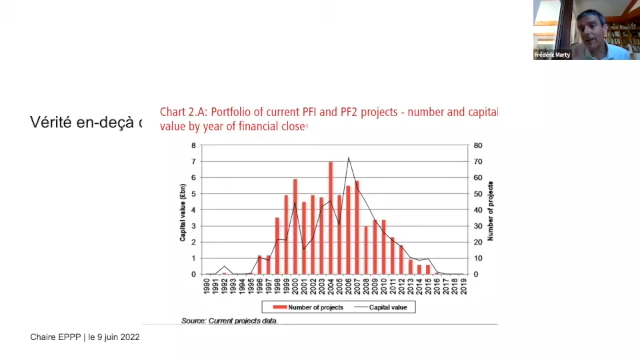 Frédéric Marty
Vérité en-deçà d
Chart 2.A: Portfolio of current PFI and PF2 projects - number and capital
value by year of financial close
Capital value (£bn)
8
7
6
5
4
3
2
1
0
80
70
60
50
40
30
20
10
0
Number of projects
1990 1991 1992 1993 1994 1995 1996 1997 1998 1999 2000 2001 2002 2003 2004 2005 2006 2007 2008 2009 2010 2011 2012 2013 2014 2015 2016 2017 2018 2019
Number of projects Capital value
Source: Current projects data.
Chaire EPPP | le 9 juin 2022